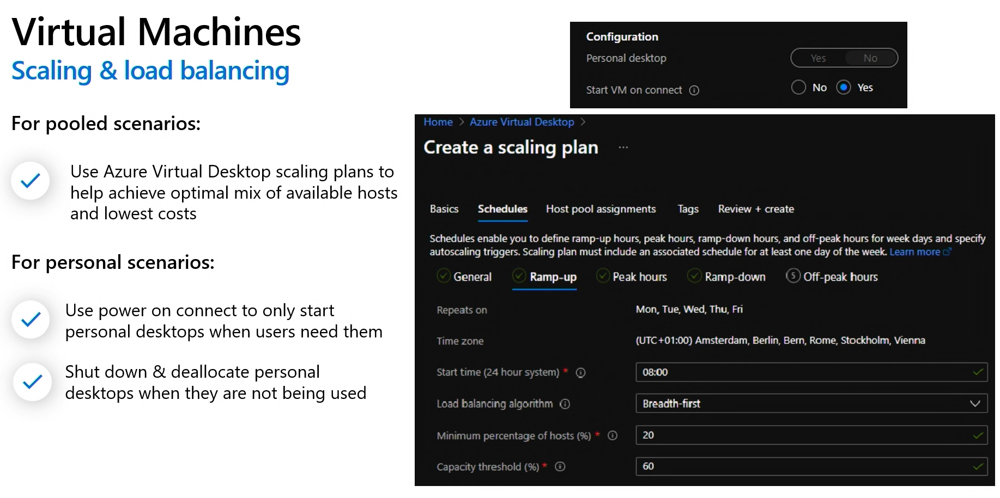 Virtual Machines
Scaling & load balancing
For pooled scenarios:
Use Azure Virtual Desktop scaling plans to
help achieve optimal mix of available hosts
and lowest costs
For personal scenarios:
Use power on connect to only start
personal desktops when users need them
Shut down & deallocate personal
desktops when they are not being used
Configuration
Personal desktop Yes No
Start VM on connect No Yes
Home > Azure Virtual Desktop >
Create a scaling plan ...
Basics Schedules Host pool assignments Tags Review + create
Schedules enable you to define ramp-up hours, peak hours, ramp-down hours, and off-peak hours for week days and specify
autoscaling triggers. Scaling plan must include an associated schedule for at least one day of the week. Learn more
General Ramp-up Peak hours Ramp-down 5 Off-peak hours
Repeats on Mon, Tue, Wed, Thu, Fri
Time zone (UTC+01:00) Amsterdam, Berlin, Bern, Rome, Stockholm, Vienna
Start time (24 hour system) * 08:00
Load balancing algorithm Breadth-first
Minimum percentage of hosts (%) * 20
Capacity threshold (%) * 60